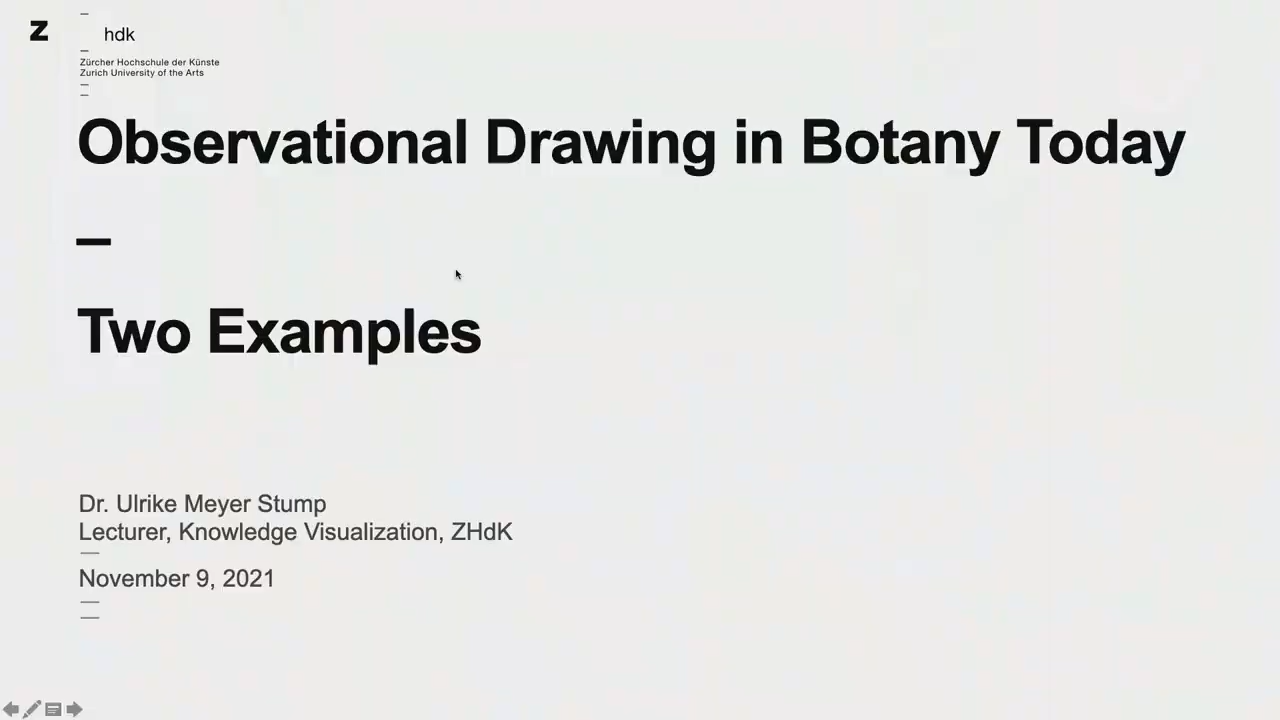 z
hdk
Zürcher Hochschule der Künste
Zurich University of the Arts
Observational Drawing in Botany Today
–
Two Examples
Dr. Ulrike Meyer Stump
Lecturer, Knowledge Visualization, ZHdK
November 9, 2021